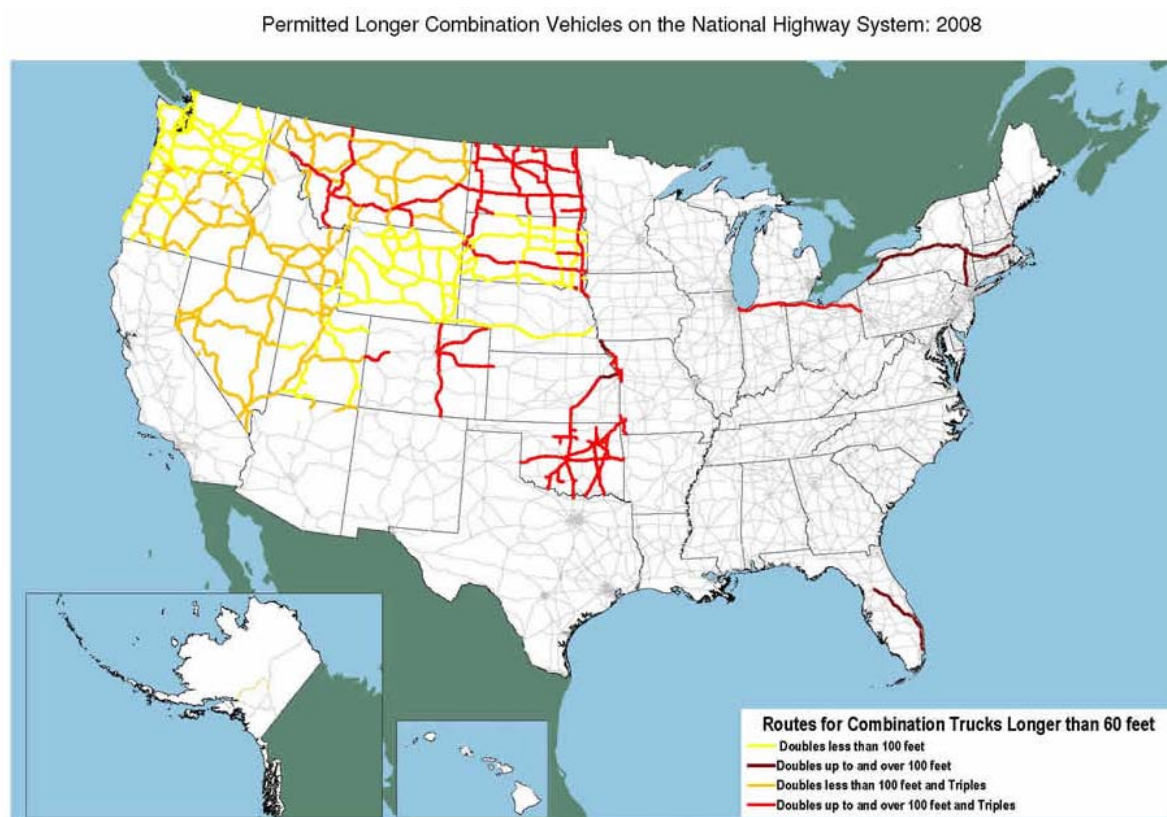 Permitted Longer Combination Vehicles on the National Highway System: 2008
Routes for Combination Trucks Longer than 60 feet
Doubles less than 100 feet
Doubles up to and over 100 feet
Doubles less than 100 feet and Triples
Doubles up to and over 100 feet and Triples